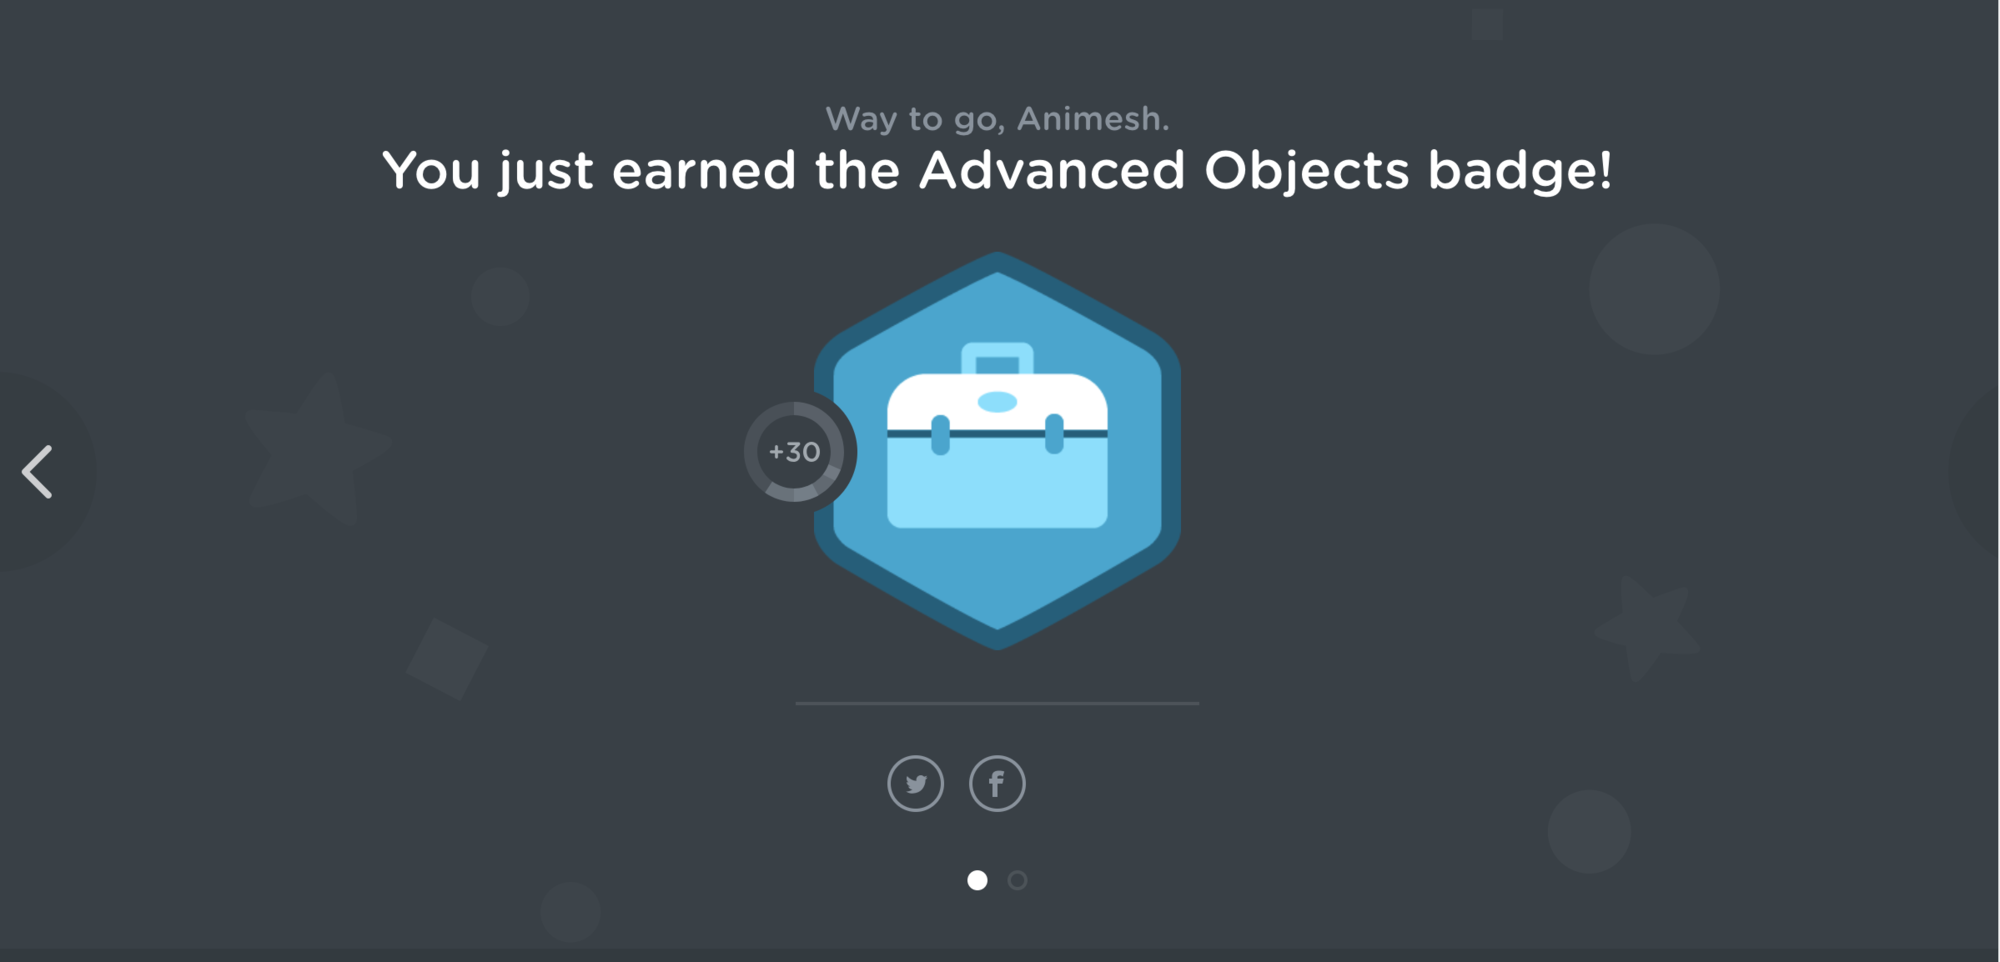 Way to go, Animesh.
You just earned the Advanced Objects badge!
+30